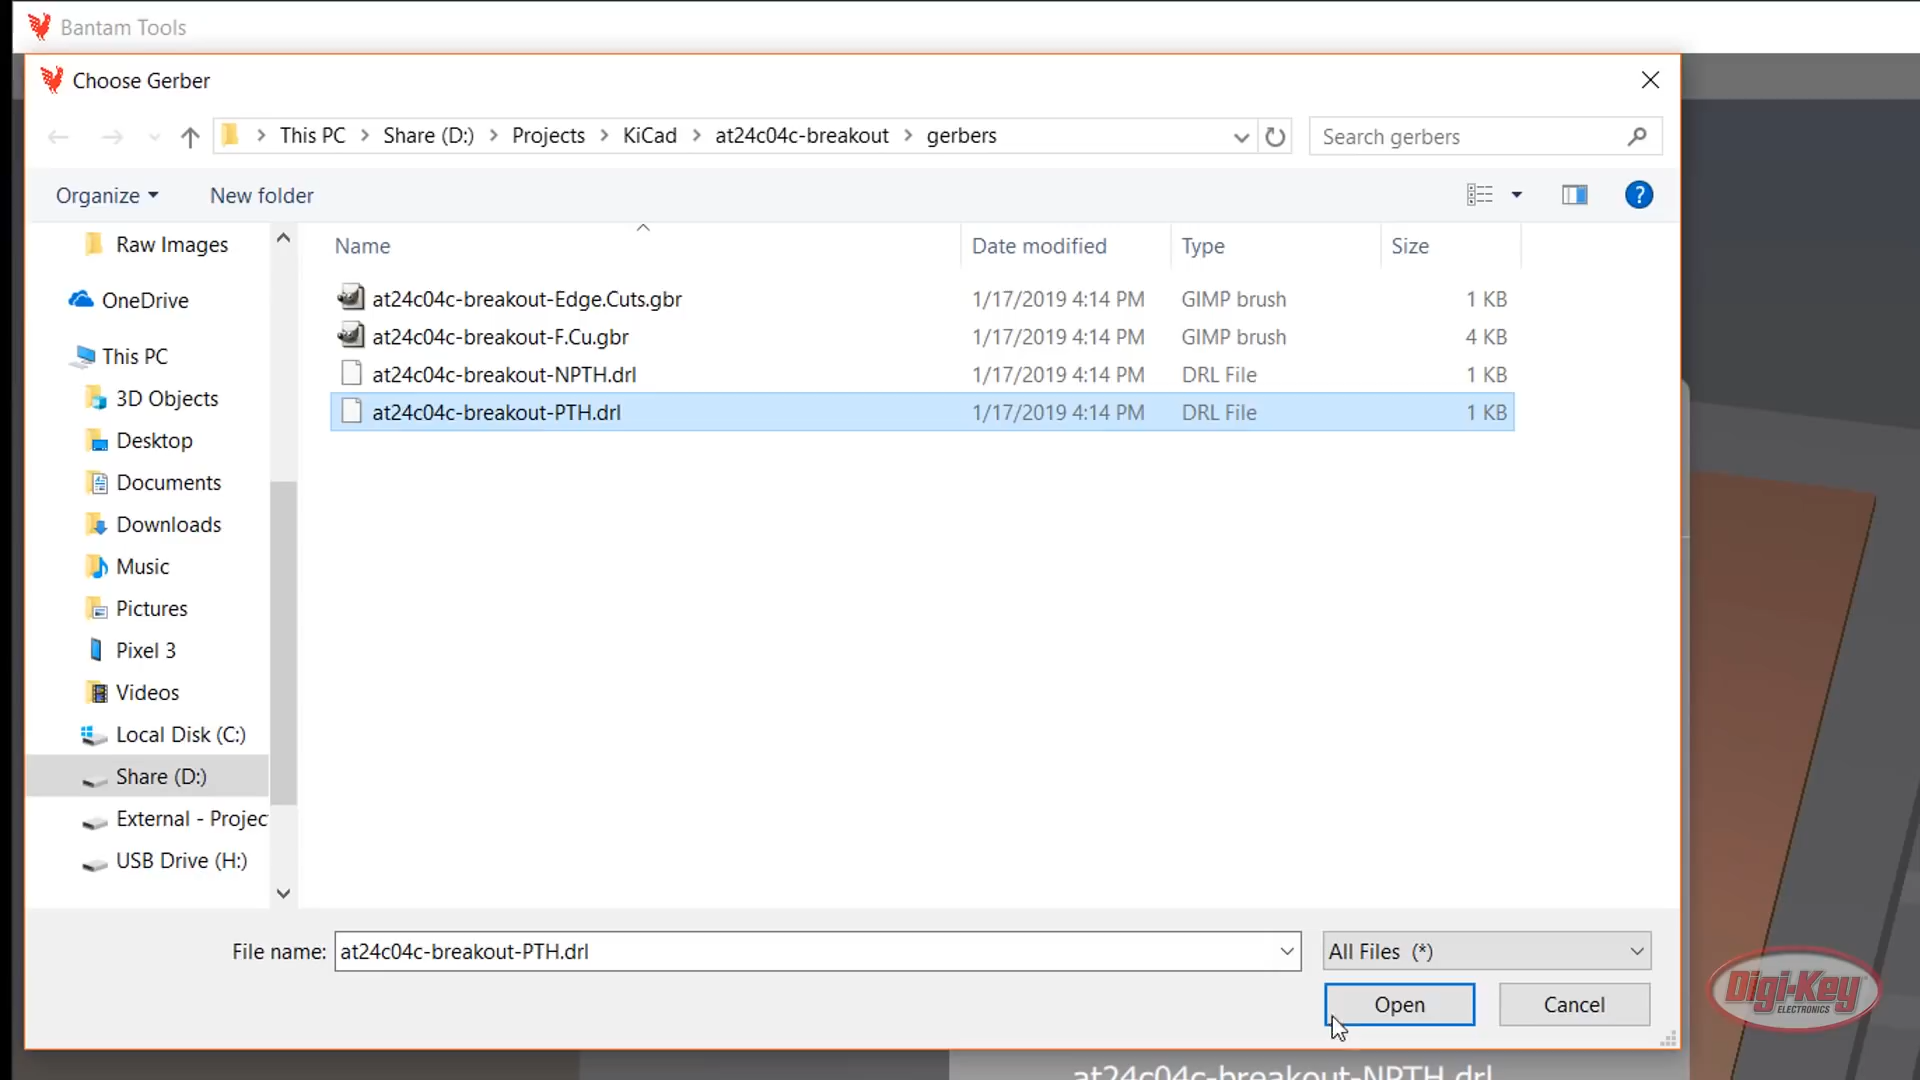 Bantam Tools
Choose Gerber
This PC > Share (D:) > Projects > KiCad > at24c04c-breakout > gerbers
Search gerbers
Organize New folder
Name Date modified Type Size
at24c04c-breakout-Edge.Cuts.gbr 1/17/2019 4:14 PM GIMP brush 1 KB
at24c04c-breakout-F.Cu.gbr 1/17/2019 4:14 PM GIMP brush 4 KB
at24c04c-breakout-NPTH.drl 1/17/2019 4:14 PM DRL File 1 KB
at24c04c-breakout-PTH.drl 1/17/2019 4:14 PM DRL File 1 KB
Raw Images
OneDrive
This PC
3D Objects
Desktop
Documents
Downloads
Music
Pictures
Pixel 3
Videos
Local Disk (C:)
Share (D:)
External - Projec
USB Drive (H:)
File name: at24c04c-breakout-PTH.drl All Files (*)
Open Cancel
at24c04c-breakout-NPTH.drl
Digi-Key
ELECTRONICS